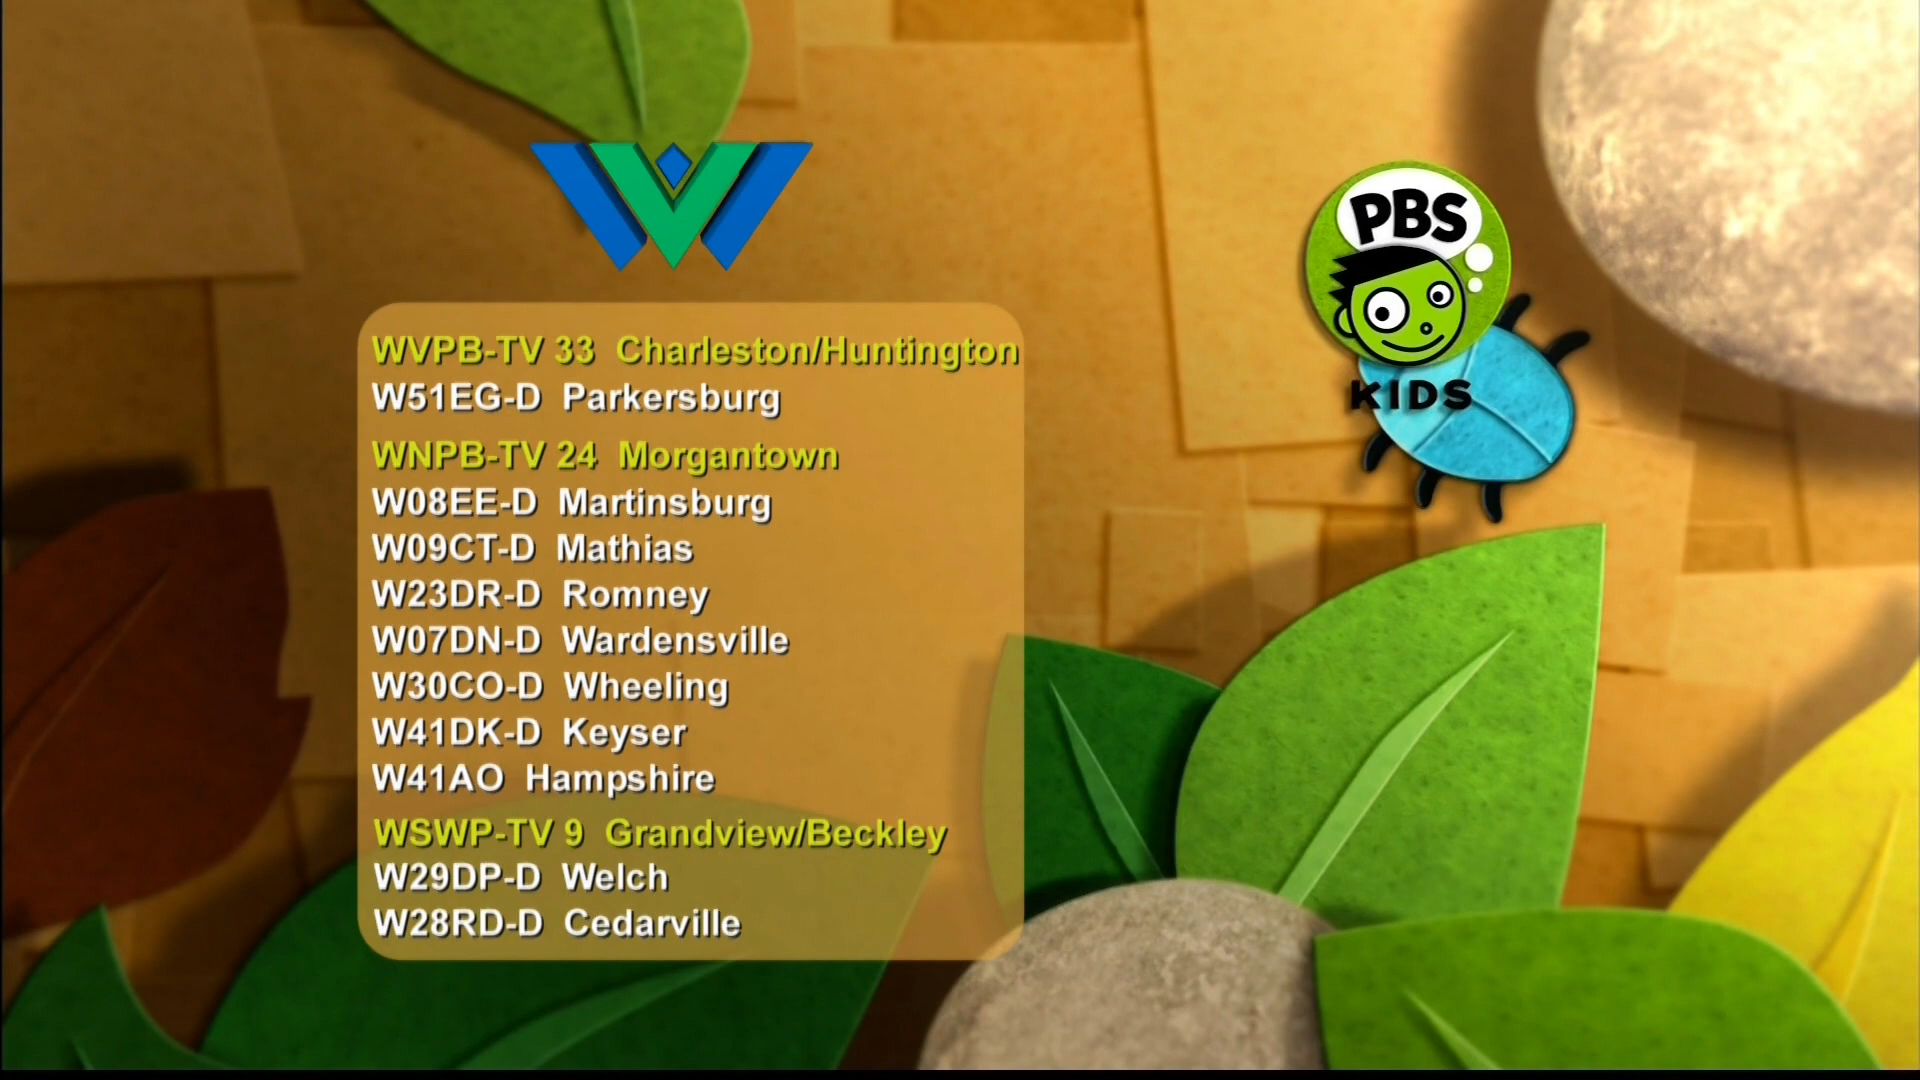 WVPB-TV 33 Charleston/Huntington
W51EG-D Parkersburg
WNPB-TV 24 Morgantown
W08EE-D Martinsburg
W09CT-D Mathias
W23DR-D Romney
W07DN-D Wardensville
W30CO-D Wheeling
W41DK-D Keyser
W41AO Hampshire
WSWP-TV 9 Grandview/Beckley
W29DP-D Welch
W28RD-D Cedarville
PBS
KIDS